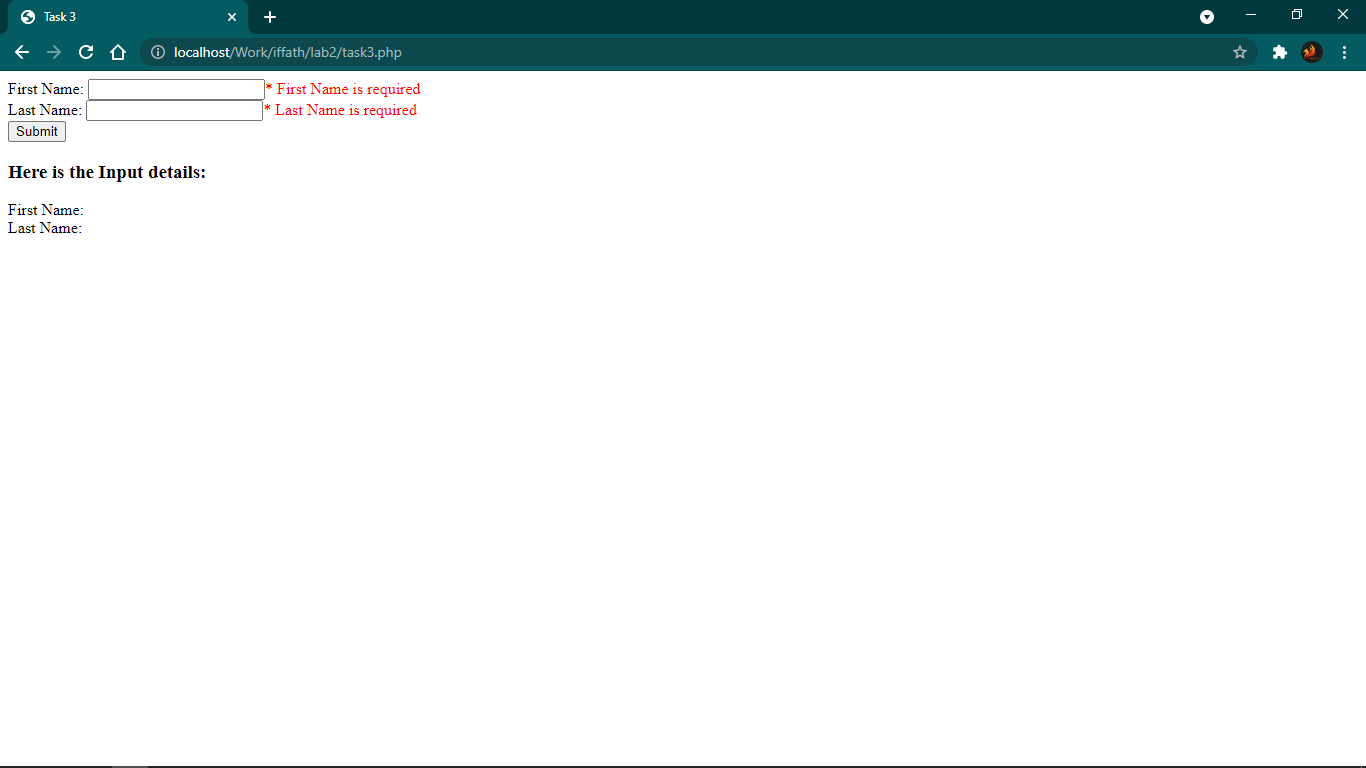 Task 3
localhost/Work/iffath/lab2/task3.php
First Name: * First Name is required
Last Name: * Last Name is required
Submit
Here is the Input details:
First Name:
Last Name: